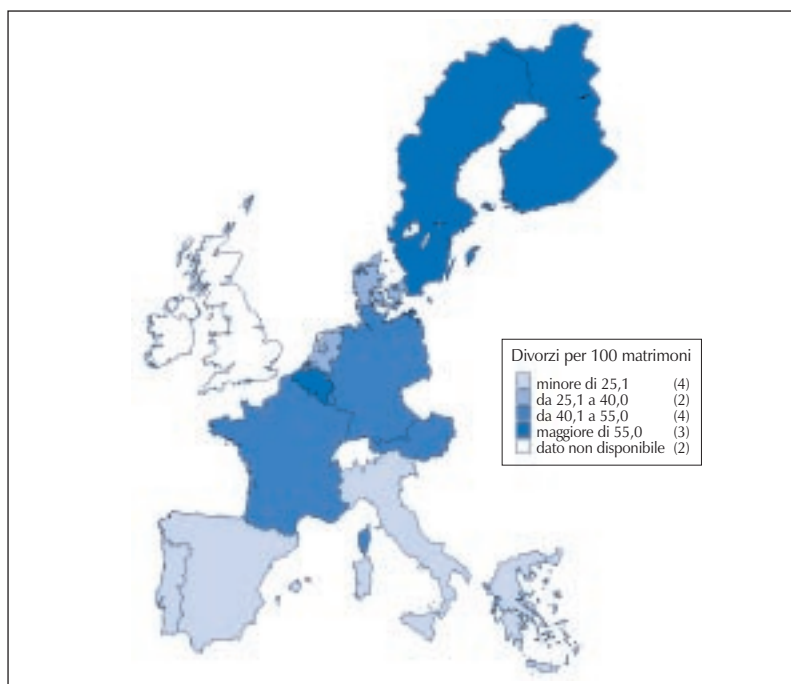 Divorzi per 100 matrimoni
minore di 25,1 (4)
da 25,1 a 40,0 (2)
da 40,1 a 55,0 (4)
maggiore di 55,0 (3)
dato non disponibile (2)